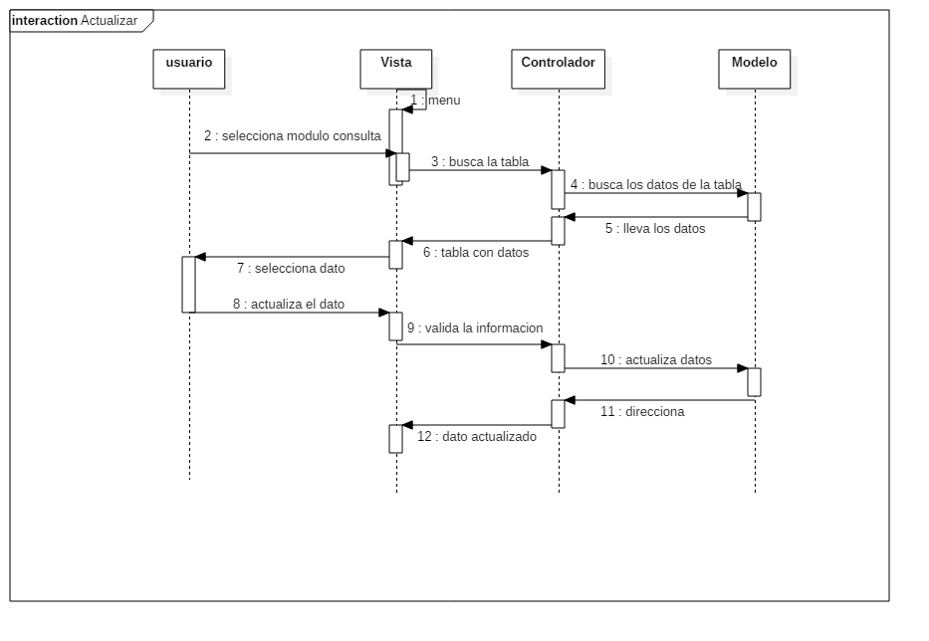 interaction Actualizar
usuario
Vista
Controlador
Modelo
1 : menu
2 : selecciona modulo consulta
3 : busca la tabla
4 : busca los datos de la tabla
5 : lleva los datos
6 : tabla con datos
7 : selecciona dato
8 : actualiza el dato
9 : valida la informacion
10 : actualiza datos
11 : direcciona
12 : dato actualizado